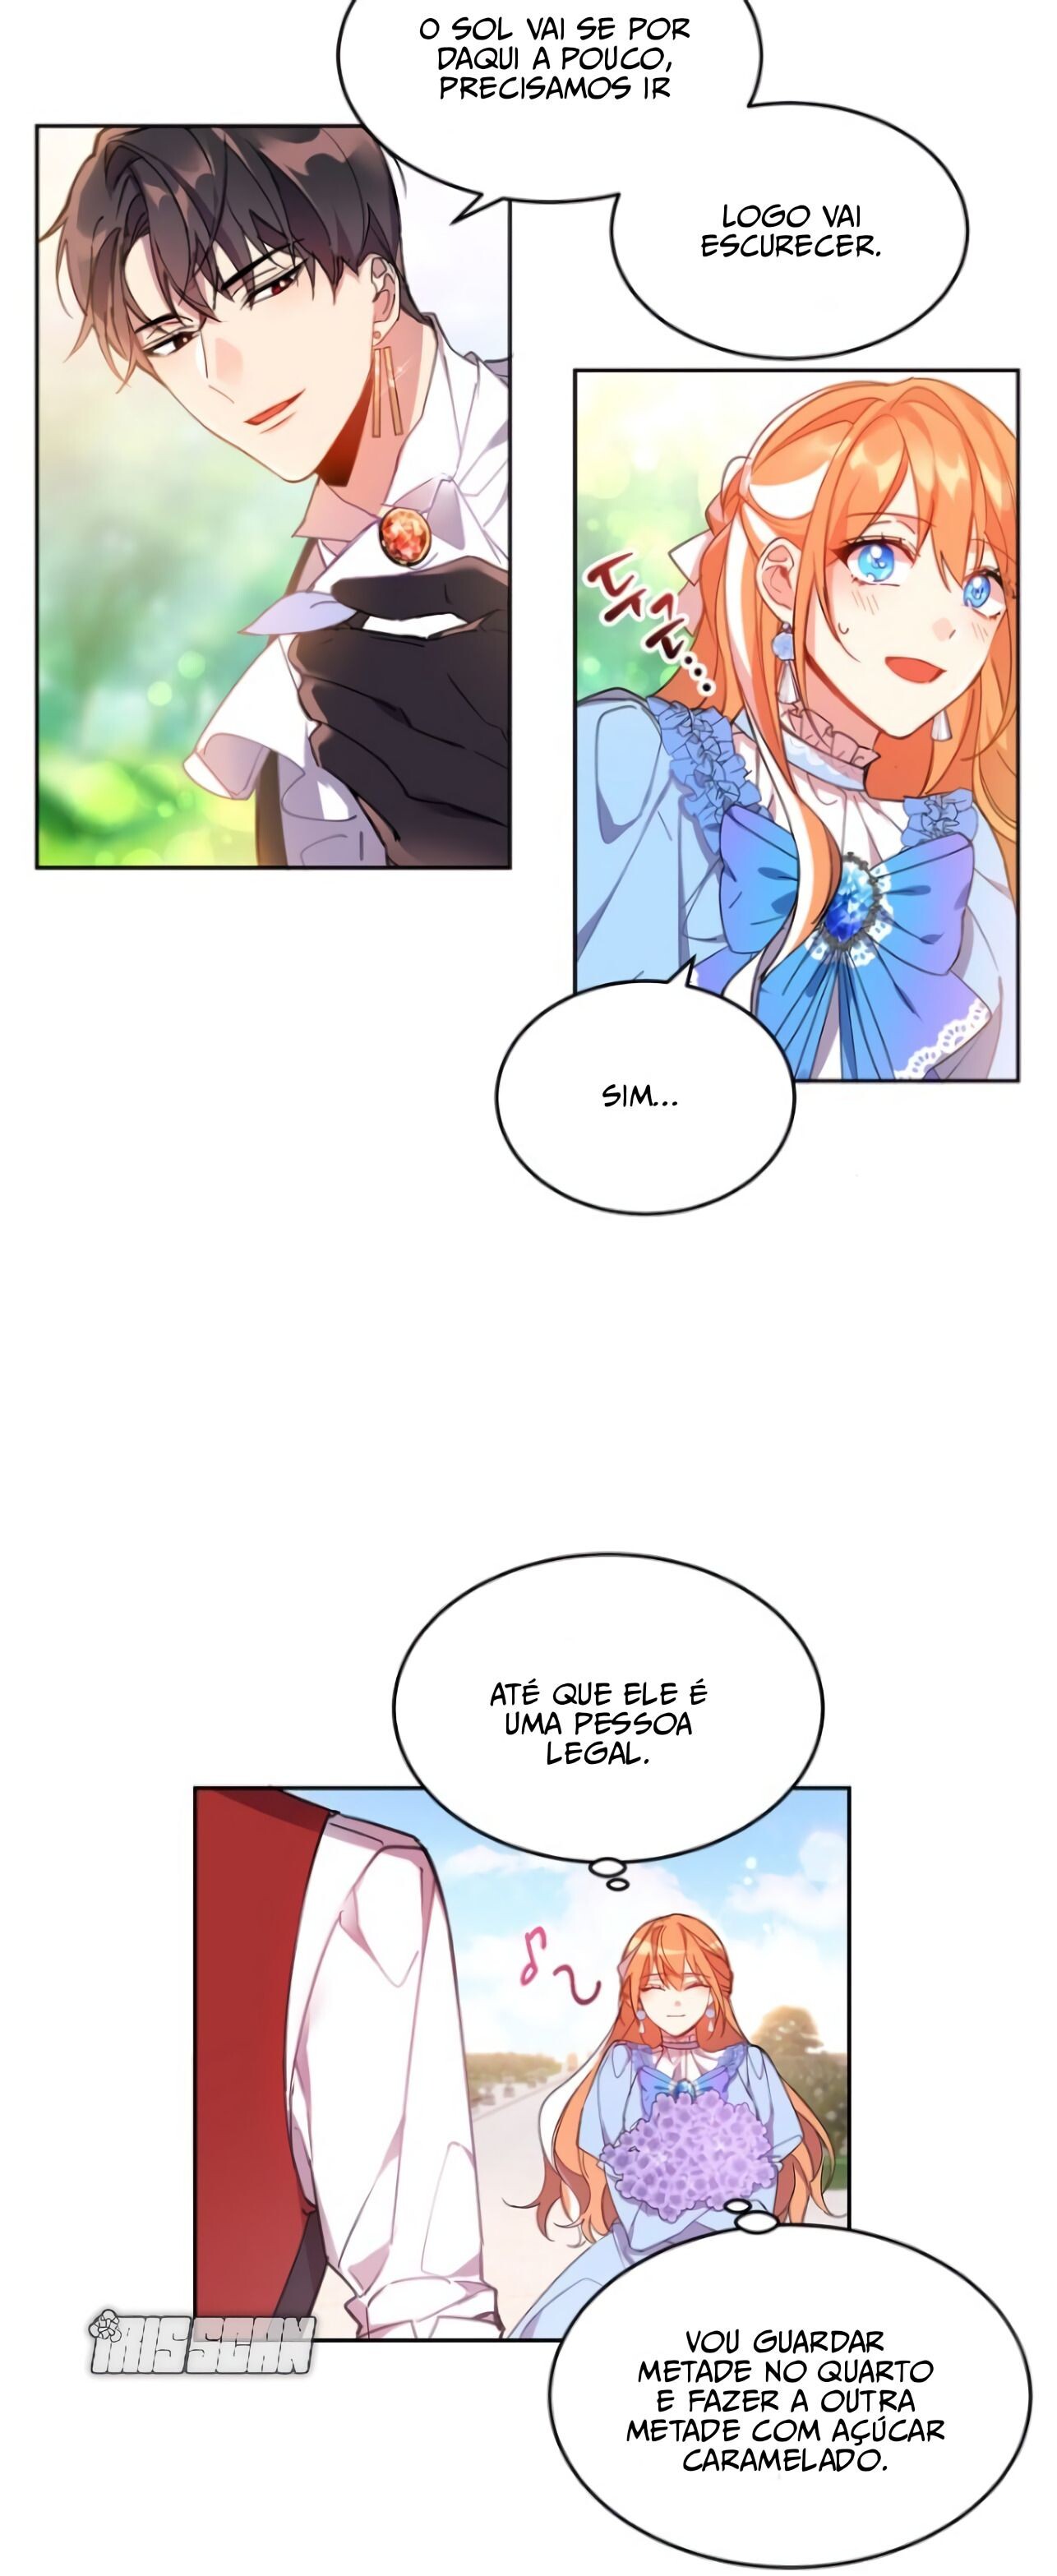 O SOL VAI SE POR
DAQUI A POUCO,
PRECISAMOS IR
LOGO VAI
ESCURECER.
SIM...
ATÉ QUE ELE É
UMA PESSOA
LEGAL.
IRIS SCAN
VOU GUARDAR
METADE NO QUARTO
E FAZER A OUTRA
METADE COM AÇÚCAR
CARAMELADO.